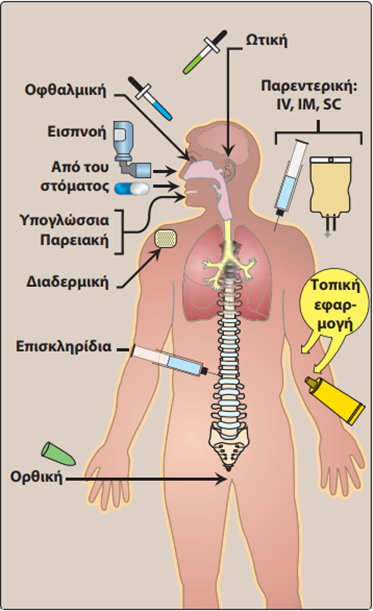 Ωτική
Οφθαλμική
Παρεντερική:
IV, IM, SC
Εισπνοή
Από του
στόματος
Υπογλώσσια
Παρειακή
Διαδερμική
Τοπική
εφαρ-
μογή
Επισκληρίδια
Ορθική